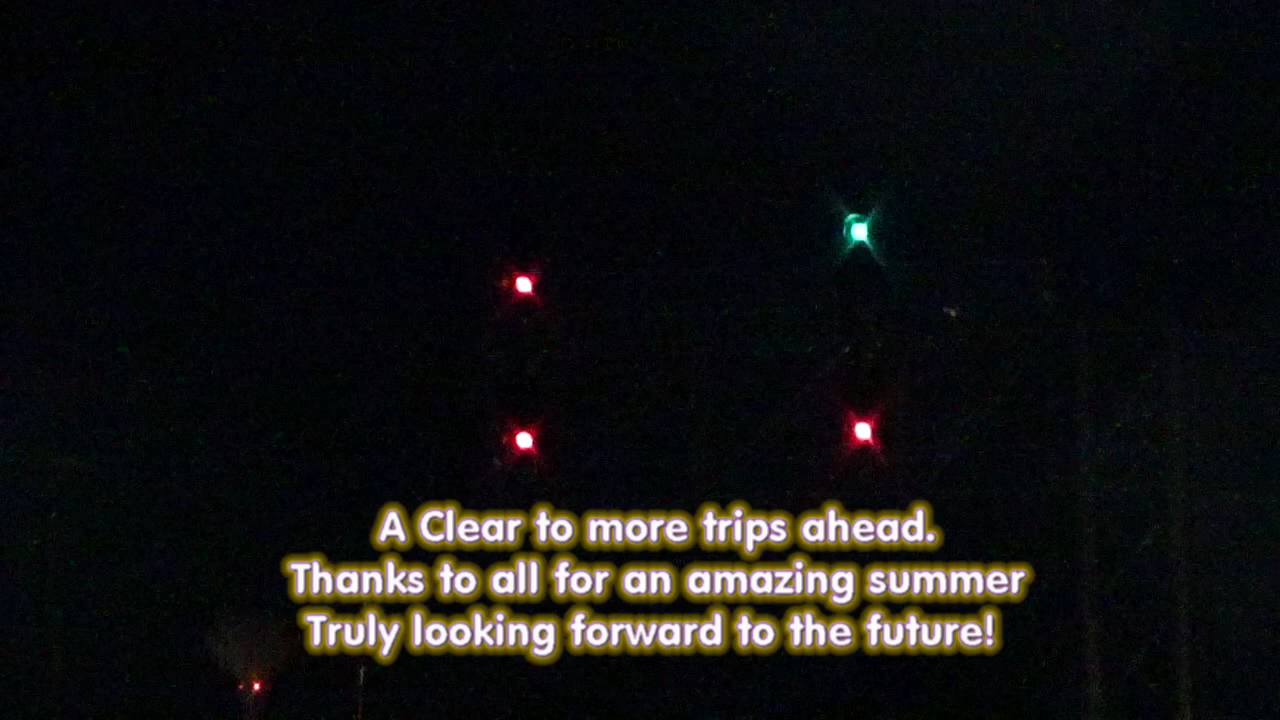 A Clear to more trips ahead.
Thanks to all for an amazing summer
Truly looking forward to the future!